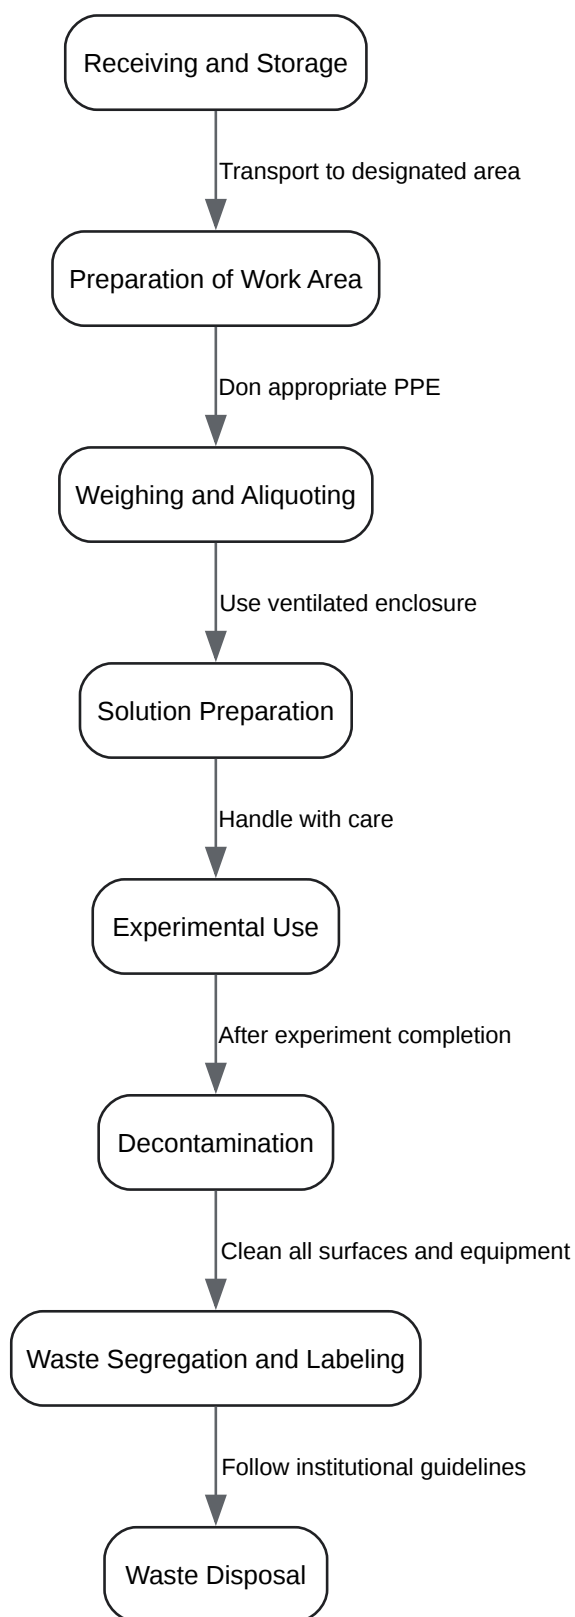 Receiving and Storage
Transport to designated area
Preparation of Work Area
Don appropriate PPE
Weighing and Aliquoting
Use ventilated enclosure
Solution Preparation
Handle with care
Experimental Use
After experiment completion
Decontamination
Clean all surfaces and equipment
Waste Segregation and Labeling
Follow institutional guidelines
Waste Disposal